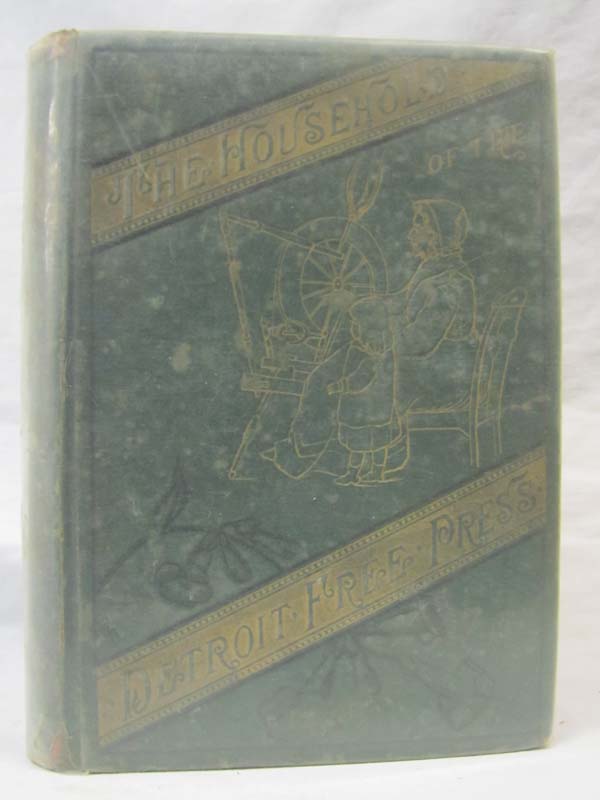 THE HOUSEHOLD
OF THE
DETROIT FREE PRESS.